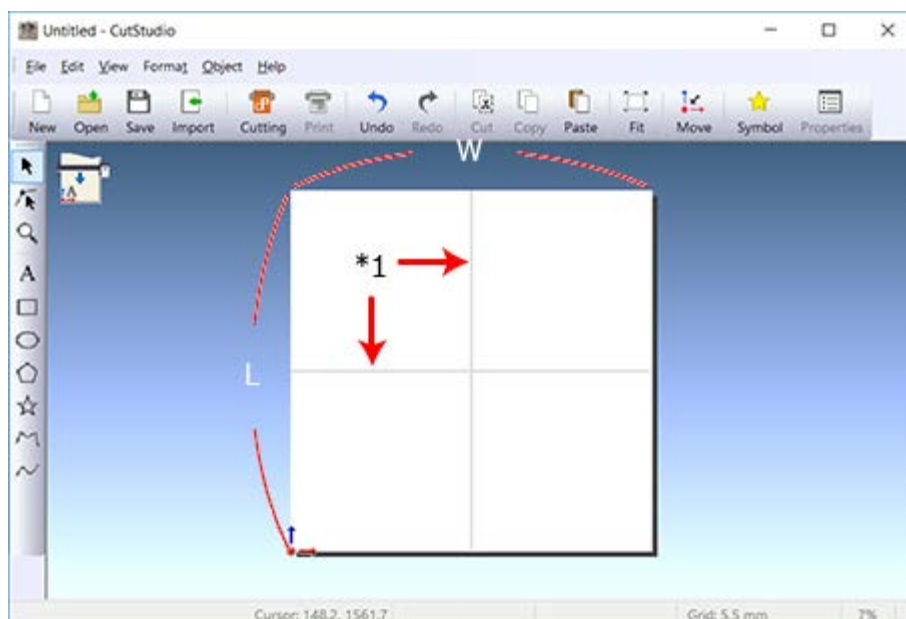 Untitled - CutStudio
File Edit View Format Object Help
New Open Save Import Cutting Print Undo Redo Cut Copy Paste Fit Move Symbol Properties
W
A
*1
A
L
Cursor: 148.2, 1561.7 Grid: 5.5 mm 7%